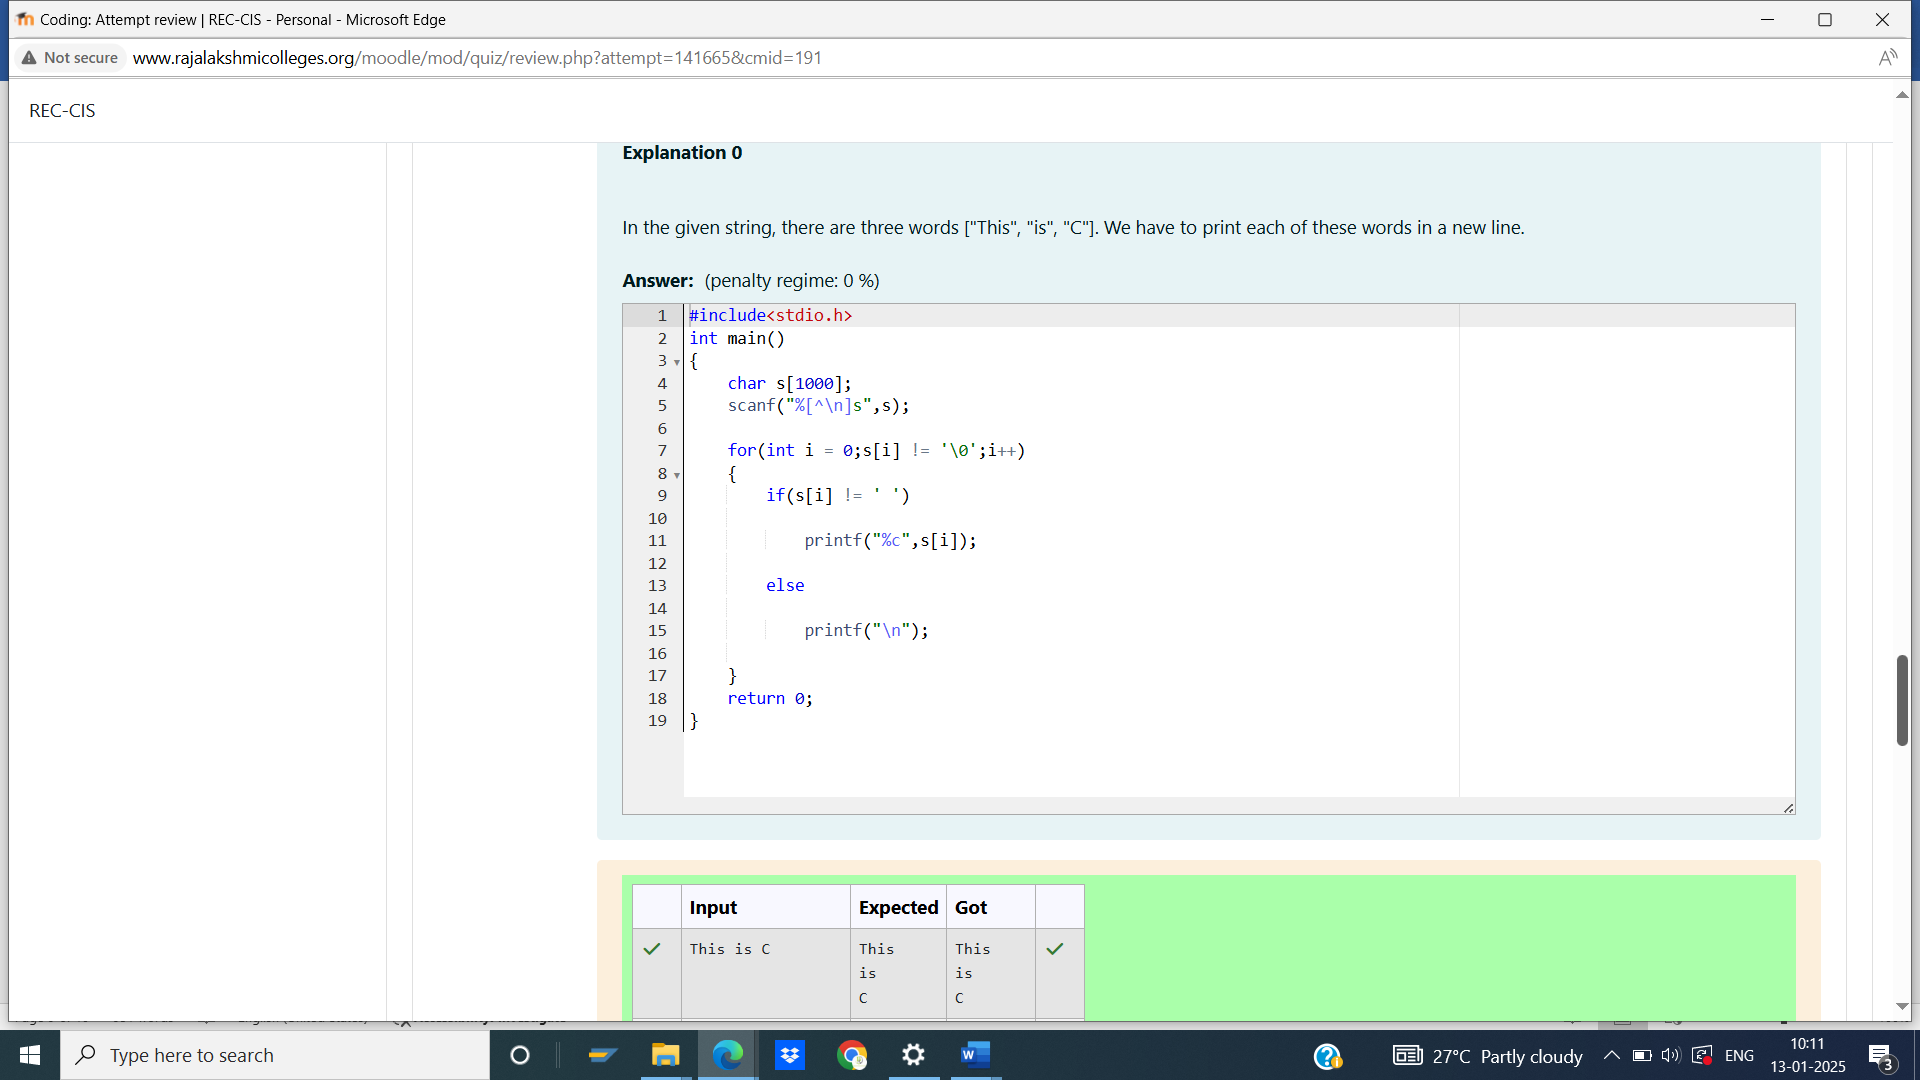 Coding: Attempt review | REC-CIS - Personal - Microsoft Edge
Not secure www.rajalakshmicolleges.org/moodle/mod/quiz/review.php?attempt=141665&cmid=191
REC-CIS
Explanation 0
In the given string, there are three words ["This", "is", "C"]. We have to print each of these words in a new line.
Answer: (penalty regime: 0 %)
1 #include<stdio.h>
2 int main()
3 {
4 char s[1000];
5 scanf("%[^\n]s",s);
6
7 for(int i = 0;s[i] != '\0';i++)
8 {
9 if(s[i] != ' ')
10
11 printf("%c",s[i]);
12
13 else
14
15 printf("\n");
16
17 }
18 return 0;
19 }
Input Expected Got
This is C This This
is is
C C
Type here to search
27°C Partly cloudy
ENG
10:11
13-01-2025
3